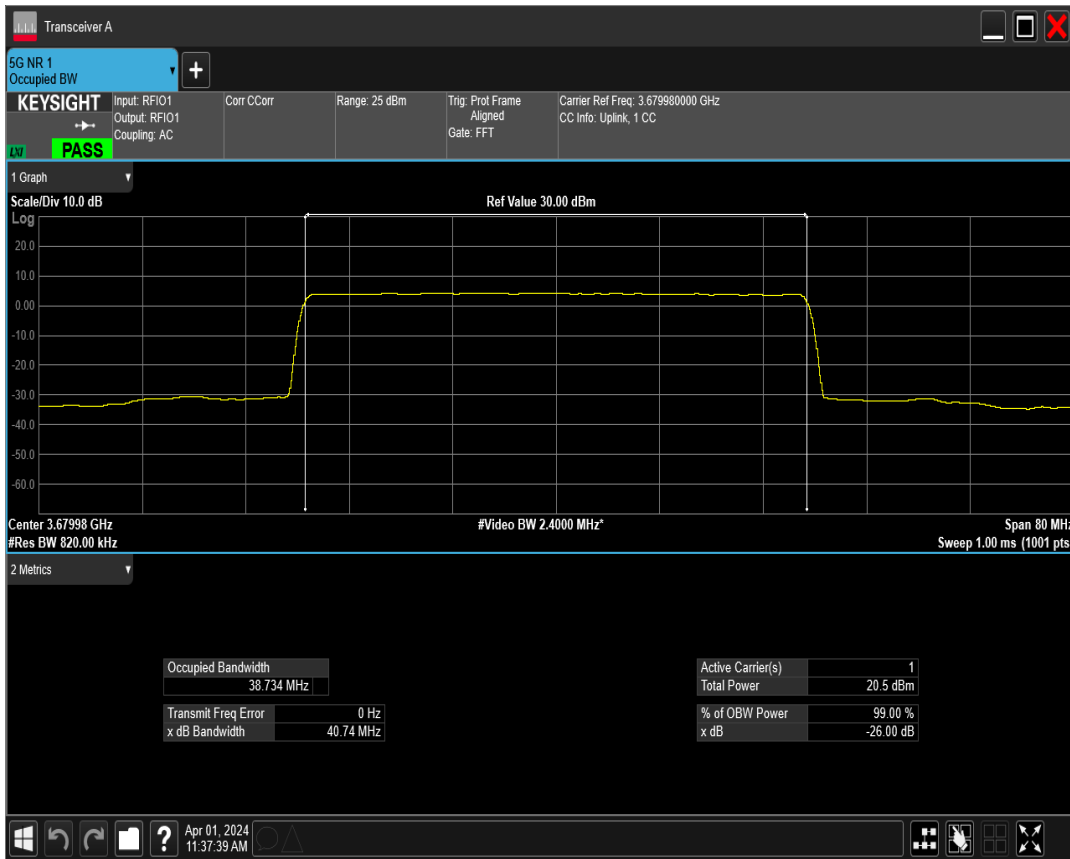 Transceiver A
5G NR 1
Occupied BW
+
KEYSIGHT
LXI
PASS
Input: RFIO1
Output: RFIO1
Coupling: AC
Corr CCorr
Range: 25 dBm
Trig: Prot Frame
Aligned
Gate: FFT
Carrier Ref Freq: 3.679980000 GHz
CC Info: Uplink, 1 CC
1 Graph
Scale/Div 10.0 dB
Ref Value 30.00 dBm
Log
20.0
10.0
0.00
-10.0
-20.0
-30.0
-40.0
-50.0
-60.0
Center 3.67998 GHz
#Video BW 2.4000 MHz*
Span 80 MHz
#Res BW 820.00 kHz
Sweep 1.00 ms (1001 pts
2 Metrics
Occupied Bandwidth
38.734 MHz
Transmit Freq Error 0 Hz
x dB Bandwidth 40.74 MHz
Active Carrier(s) 1
Total Power 20.5 dBm
% of OBW Power 99.00 %
x dB -26.00 dB
?
Apr 01, 2024
11:37:39 AM